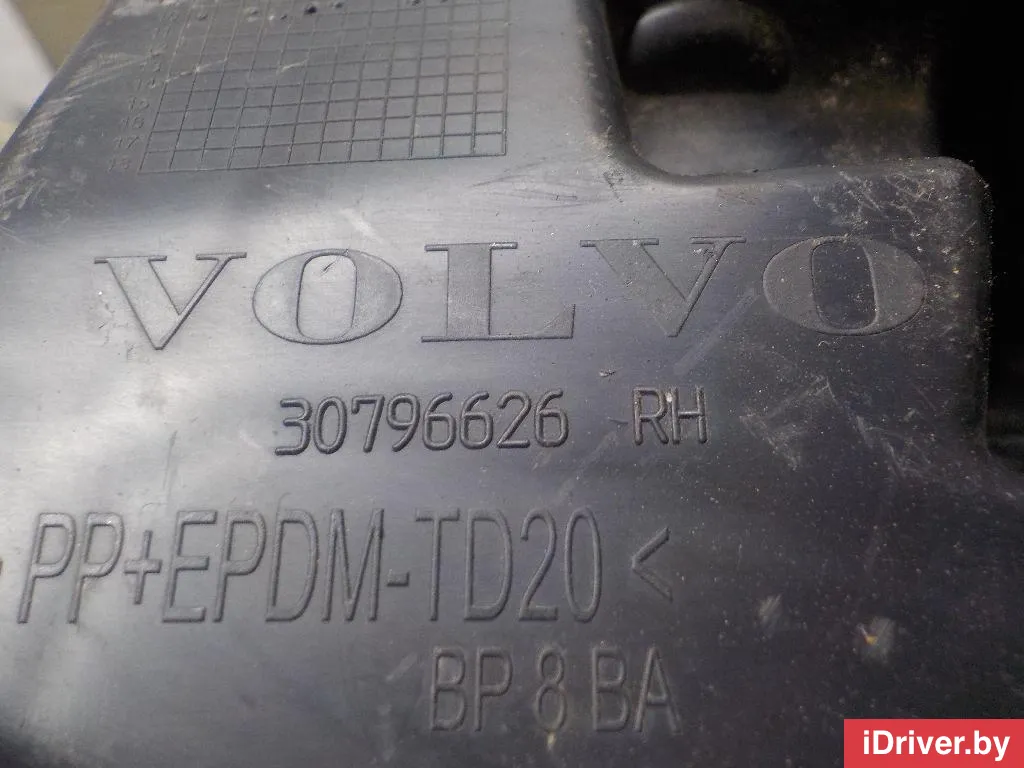 VOLVO
30796626 RH
PP+EPDM-TD20<
BP 8 BA
iDriver.by